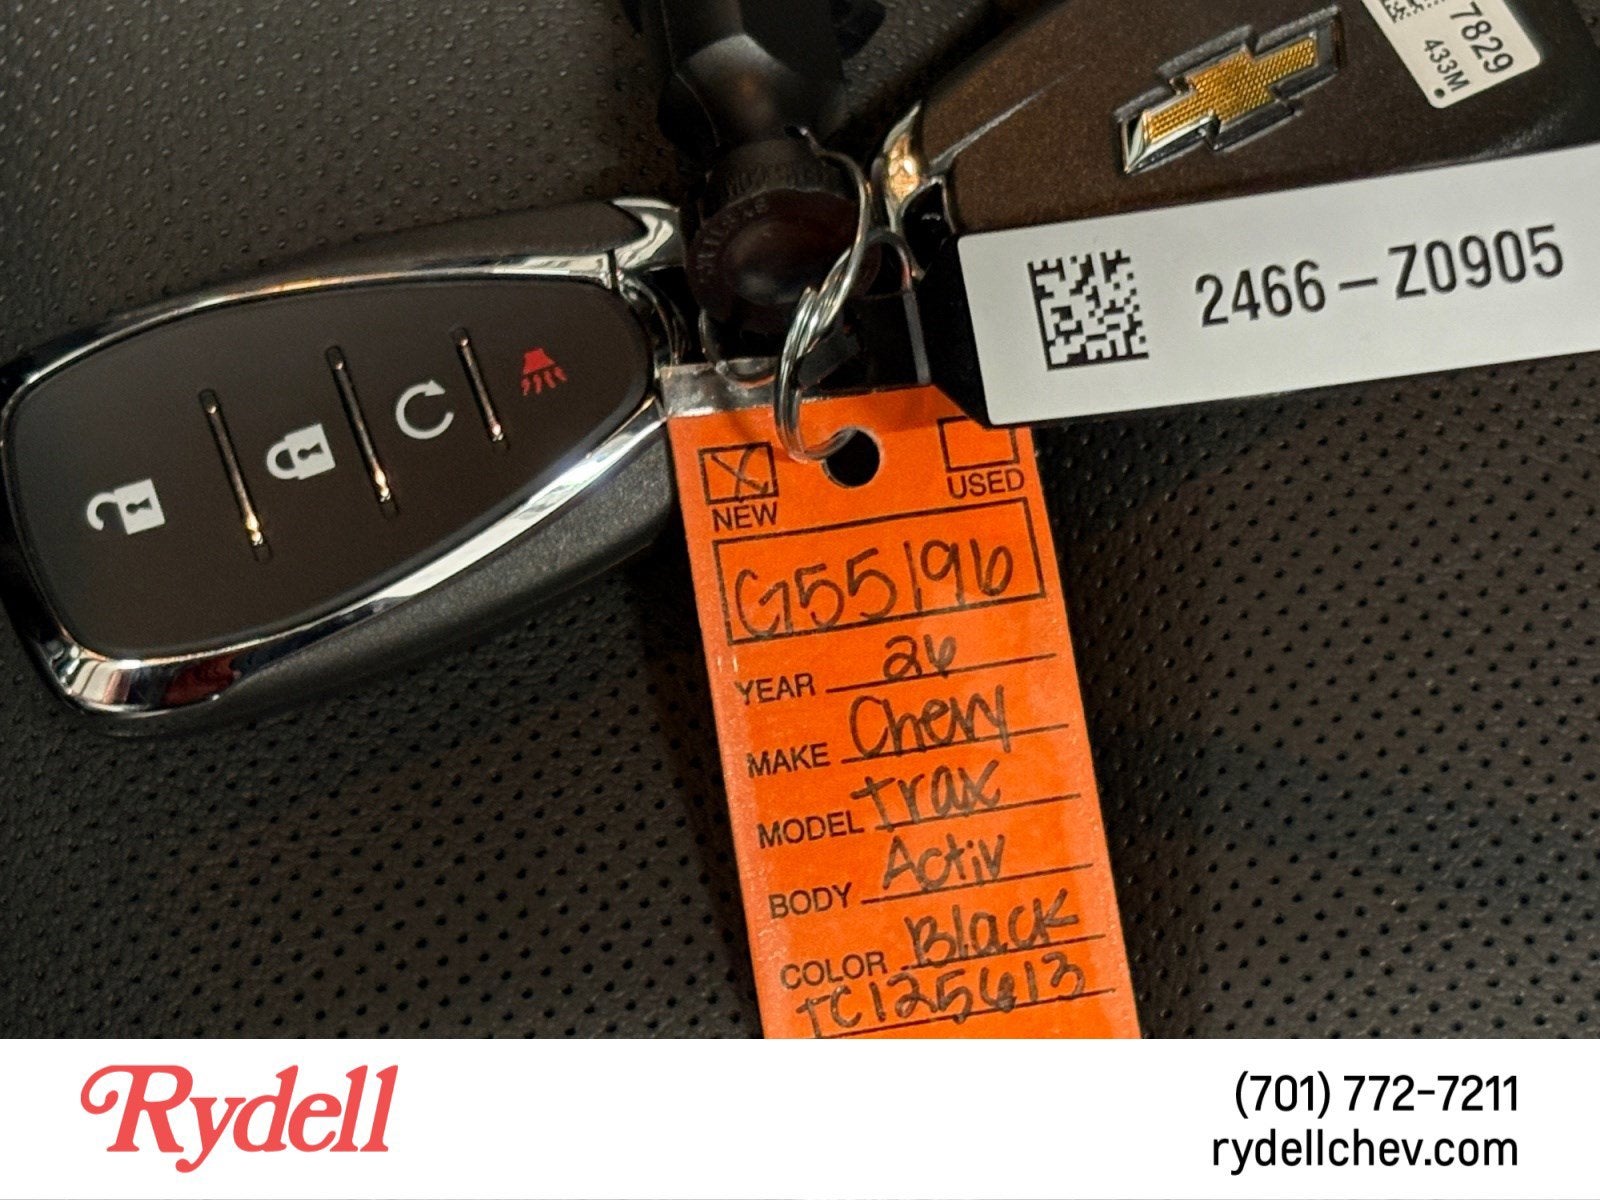 7829
433M
2466-Z0905
NEW
USED
G55196
YEAR 26
MAKE Chevy
MODEL trax
BODY Activ
COLOR Black
TC125613
Rydell
(701) 772-7211
rydellchev.com